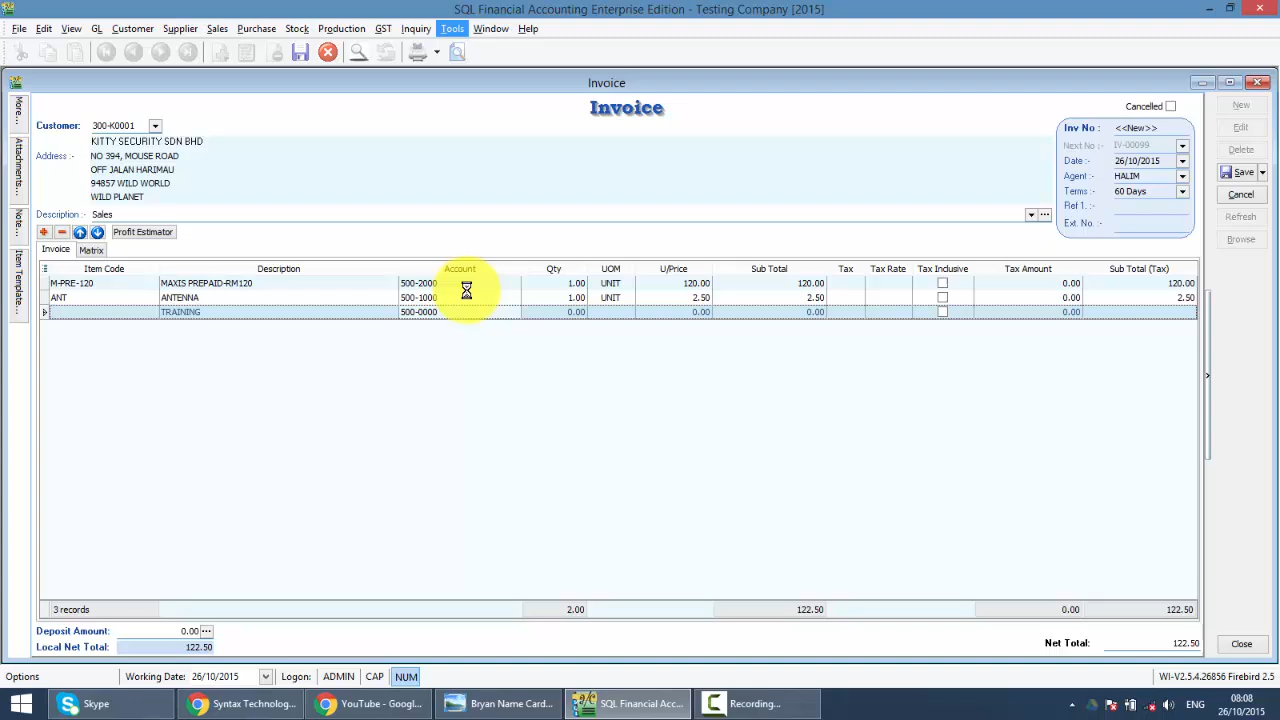 SQL Financial Accounting Enterprise Edition - Testing Company [2015]
File Edit View GL Customer Supplier Sales Purchase Stock Production GST Inquiry Tools Window Help
Invoice
Invoice
Cancelled
More...
Attachments...
Note...
Item Template...
Customer: 300-K0001
KITTY SECURITY SDN BHD
Address :- NO 394, MOUSE ROAD
OFF JALAN HARIMAU
94857 WILD WORLD
WILD PLANET
Description :- Sales
Inv No : <<New>>
Next No :- IV-00099
Date :- 26/10/2015
Agent : HALIM
Terms :- 60 Days
Ref 1. :-
Ext. No. :-
New
Edit
Delete
Save
Cancel
Refresh
Browse
Profit Estimator
Invoice Matrix
Item Code Description Account Qty UOM U/Price Sub Total Tax Tax Rate Tax Inclusive Tax Amount Sub Total (Tax)
M-PRE-120 MAXIS PREPAID-RM120 500-2000 1.00 UNIT 120.00 120.00 0.00 120.00
ANT ANTENNA 500-1000 1.00 UNIT 2.50 2.50 0.00 2.50
TRAINING 500-0000 0.00 0.00 0.00 0.00
3 records 2.00 122.50 0.00 122.50
Deposit Amount: 0.00
Local Net Total: 122.50
Net Total: 122.50
Close
Options Working Date: 26/10/2015 Logon: ADMIN CAP NUM WI-V2.5.4.26856 Firebird 2.5
Skype Syntax Technolog... YouTube - Googl... Bryan Name Card... SQL Financial Acc... Recording... ENG 08:08
26/10/2015